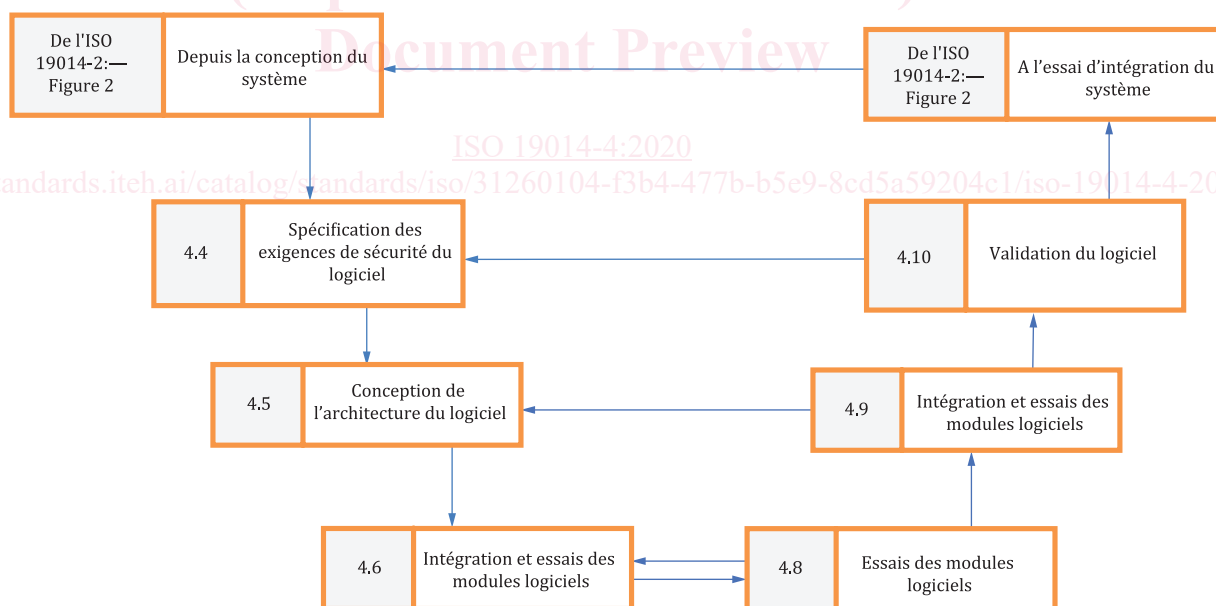 Document Preview
De l'ISO
19014-2:—
Figure 2
Depuis la conception du
système
De l'ISO
19014-2:—
Figure 2
A l’essai d’intégration du
système
ISO 19014-4:2020
andards.iteh.ai/catalog/standards/iso/31260104-f3b4-477b-b5e9-8cd5a59204c1/iso-19014-4-20
4.4
Spécification des
exigences de sécurité du
logiciel
4.10
Validation du logiciel
4.5
Conception de
l’architecture du logiciel
4.9
Intégration et essais des
modules logiciels
4.6
Intégration et essais des
modules logiciels
4.8
Essais des modules
logiciels